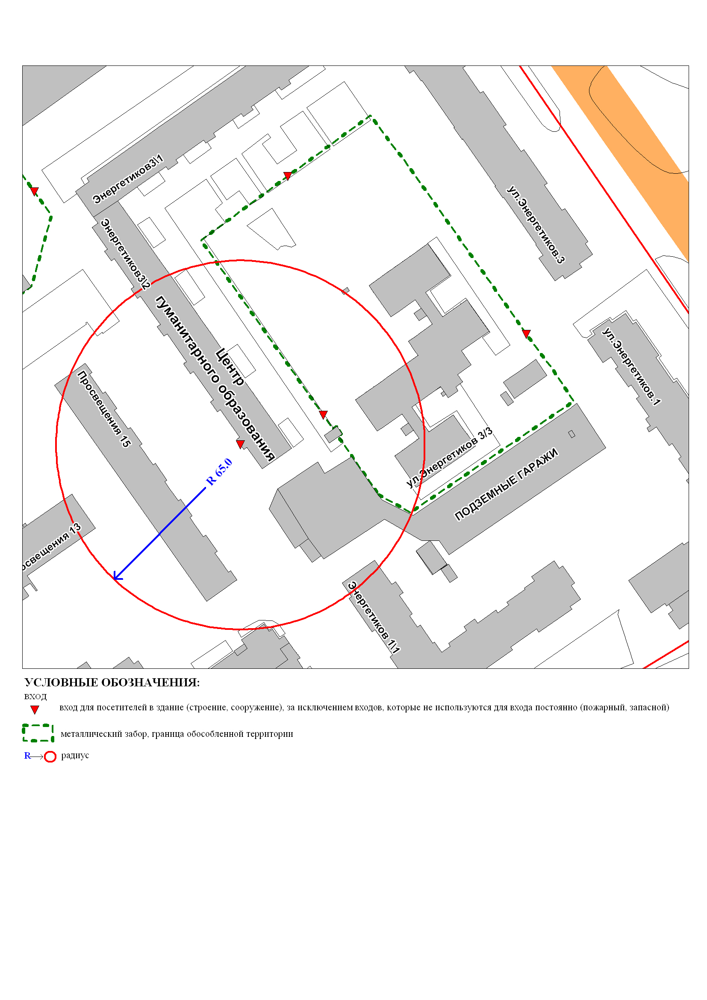 Энергетиков3\1
Энергетиков3\2
ул.Энергетиков.3
Центр
гуманитарного образования
ул.Энергетиков.1
Просвещения 15
ул.Энергетиков 3/3
R 65.0
ПОДЗЕМНЫЕ ГАРАЖИ
освещения 13
Энергетиков 1\1
УСЛОВНЫЕ ОБОЗНАЧЕНИЯ:
ВХОД
вход для посетителей в здание (строение, сооружение), за исключением входов, которые не используются для входа постоянно (пожарный, запасной)
металлический забор, граница обособленной территории
R радиус